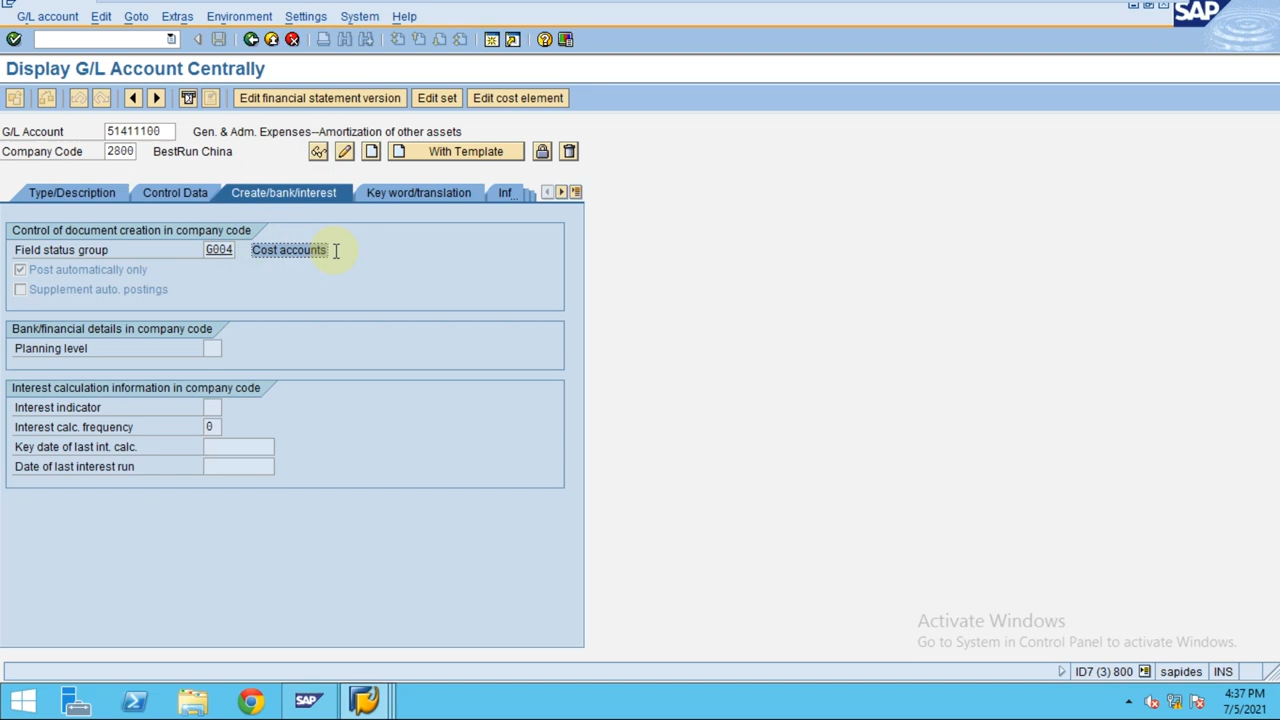 G/L account Edit Goto Extras Environment Settings System Help
SAP
Display G/L Account Centrally
Edit financial statement version Edit set Edit cost element
G/L Account 51411100 Gen. & Adm. Expenses--Amortization of other assets
Company Code 2800 BestRun China With Template
Type/Description Control Data Create/bank/interest Key word/translation Inf...
Control of document creation in company code
Field status group G004 Cost accounts
Post automatically only
Supplement auto. postings
Bank/financial details in company code
Planning level
Interest calculation information in company code
Interest indicator
Interest calc. frequency 0
Key date of last int. calc.
Date of last interest run
Activate Windows
Go to System in Control Panel to activate Windows.
ID7 (3) 800 sapides INS
SAP
4:37 PM
7/5/2021